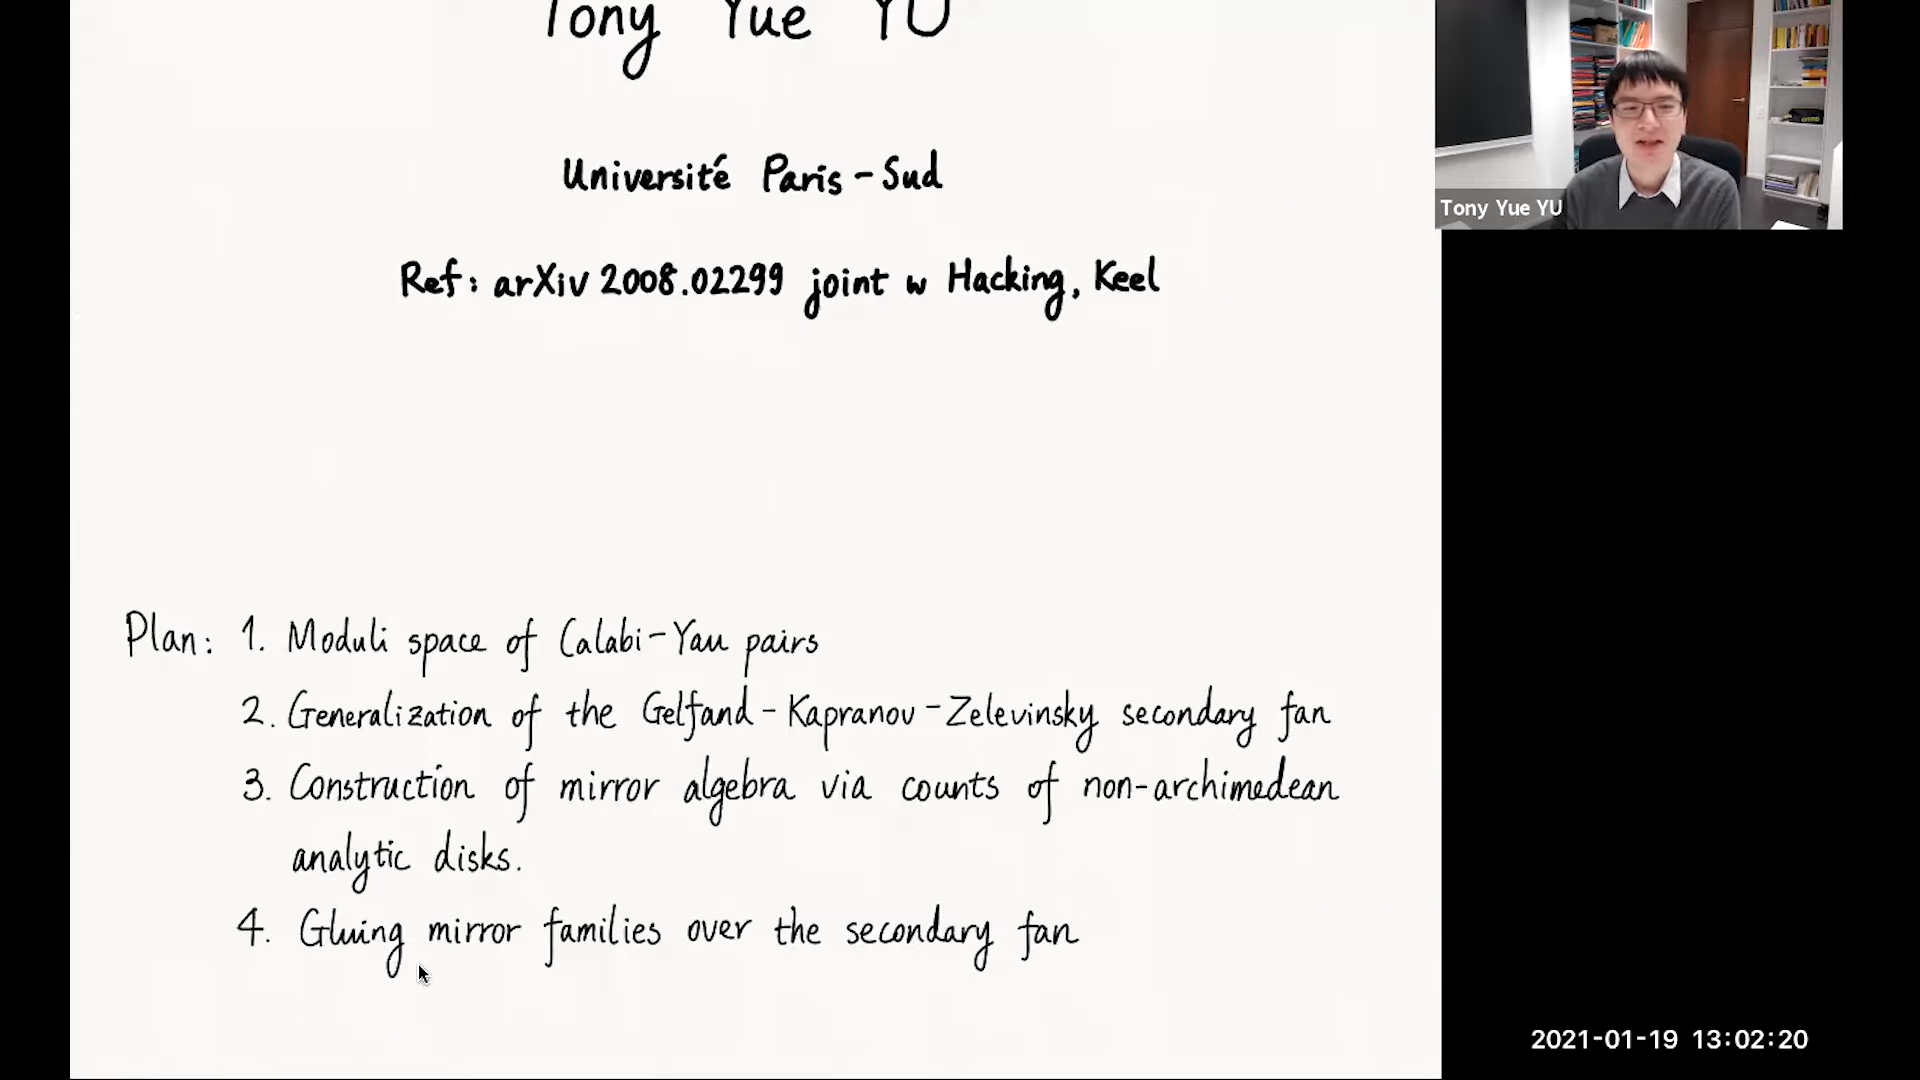 Tony Yue YU
Université Paris-Sud
Ref: arXiv 2008.02299 joint w Hacking, Keel
Tony Yue YU
Plan: 1. Moduli space of Calabi-Yau pairs
2. Generalization of the Gelfand-Kapranov-Zelevinsky secondary fan
3. Construction of mirror algebra via counts of non-archimedean
analytic disks.
4. Gluing mirror families over the secondary fan
2021-01-19 13:02:20